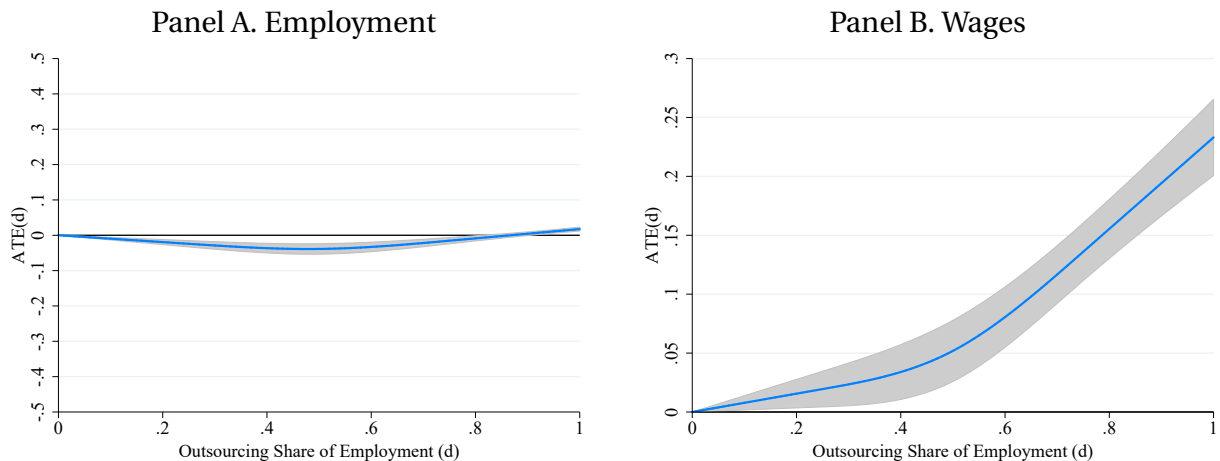 Panel A. Employment
.5
.4
.3
.2
.1
0
-.1
-.2
-.3
-.4
-.5
ATE(d)
0 .2 .4 .6 .8 1
Outsourcing Share of Employment (d)
Panel B. Wages
.3
.25
.2
.15
.1
.05
0
ATE(d)
0 .2 .4 .6 .8 1
Outsourcing Share of Employment (d)